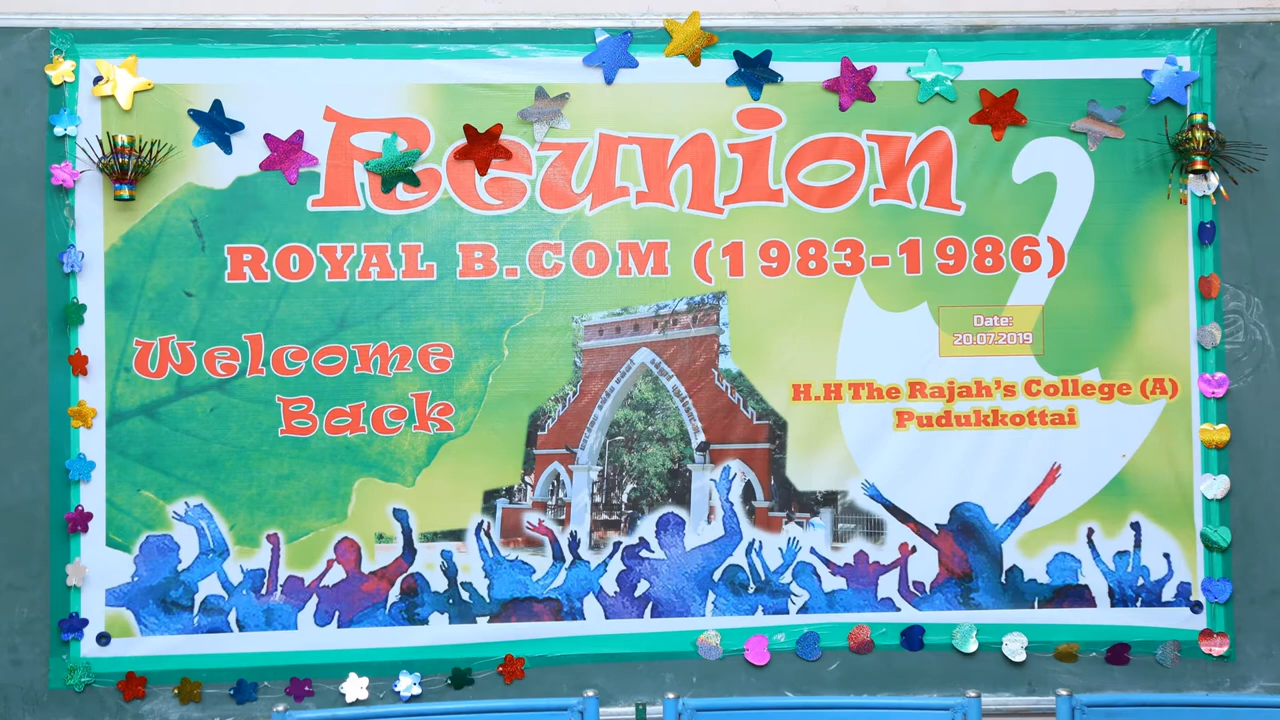 Reunion
ROYAL B.COM (1983-1986)
Welcome
Back
Date:
20.07.2019
H.H The Rajah's College (A)
Pudukkottai